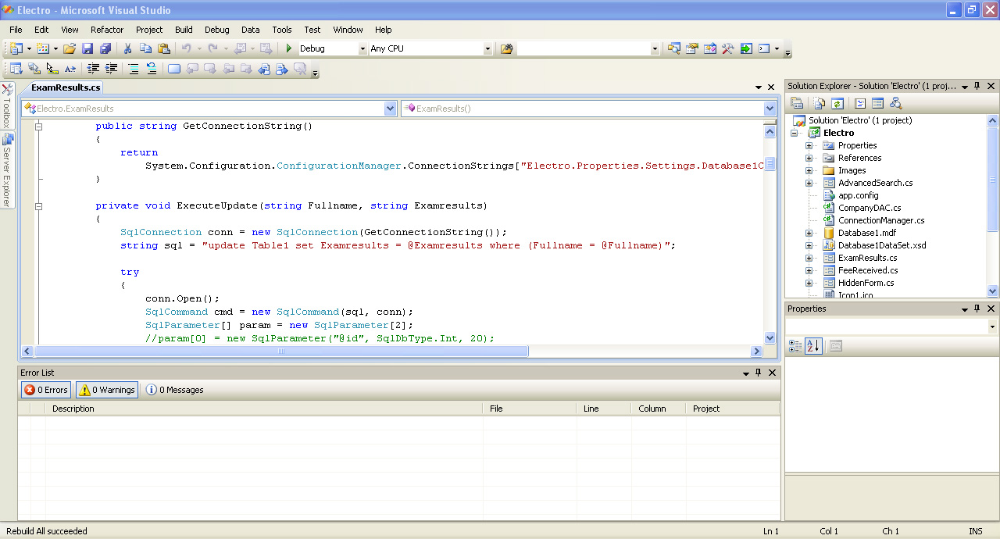 Electro - Microsoft Visual Studio
File Edit View Refactor Project Build Debug Data Tools Test Window Help
Debug Any CPU
ExamResults.cs
Electro.ExamResults ExamResults()
Toolbox
Server Explorer
public string GetConnectionString()
{
return
System.Configuration.ConfigurationManager.ConnectionStrings["Electro.Properties.Settings.Database1C
}
private void ExecuteUpdate(string Fullname, string Examresults)
{
SqlConnection conn = new SqlConnection(GetConnectionString());
string sql = "update Table1 set Examresults = @Examresults where (Fullname = @Fullname)";
try
{
conn.Open();
SqlCommand cmd = new SqlCommand(sql, conn);
SqlParameter[] param = new SqlParameter[2];
//param[0] = new SqlParameter("@id", SqlDbType.Int, 20);
Solution Explorer - Solution 'Electro' (1 proj...
Solution 'Electro' (1 project)
Electro
Properties
References
Images
AdvancedSearch.cs
app.config
CompanyDAC.cs
ConnectionManager.cs
Database1.mdf
Database1DataSet.xsd
ExamResults.cs
FeeReceived.cs
HiddenForm.cs
Icon1.ico
Properties
Error List
0 Errors 0 Warnings 0 Messages
Description File Line Column Project
Rebuild All succeeded Ln 1 Col 1 Ch 1 INS